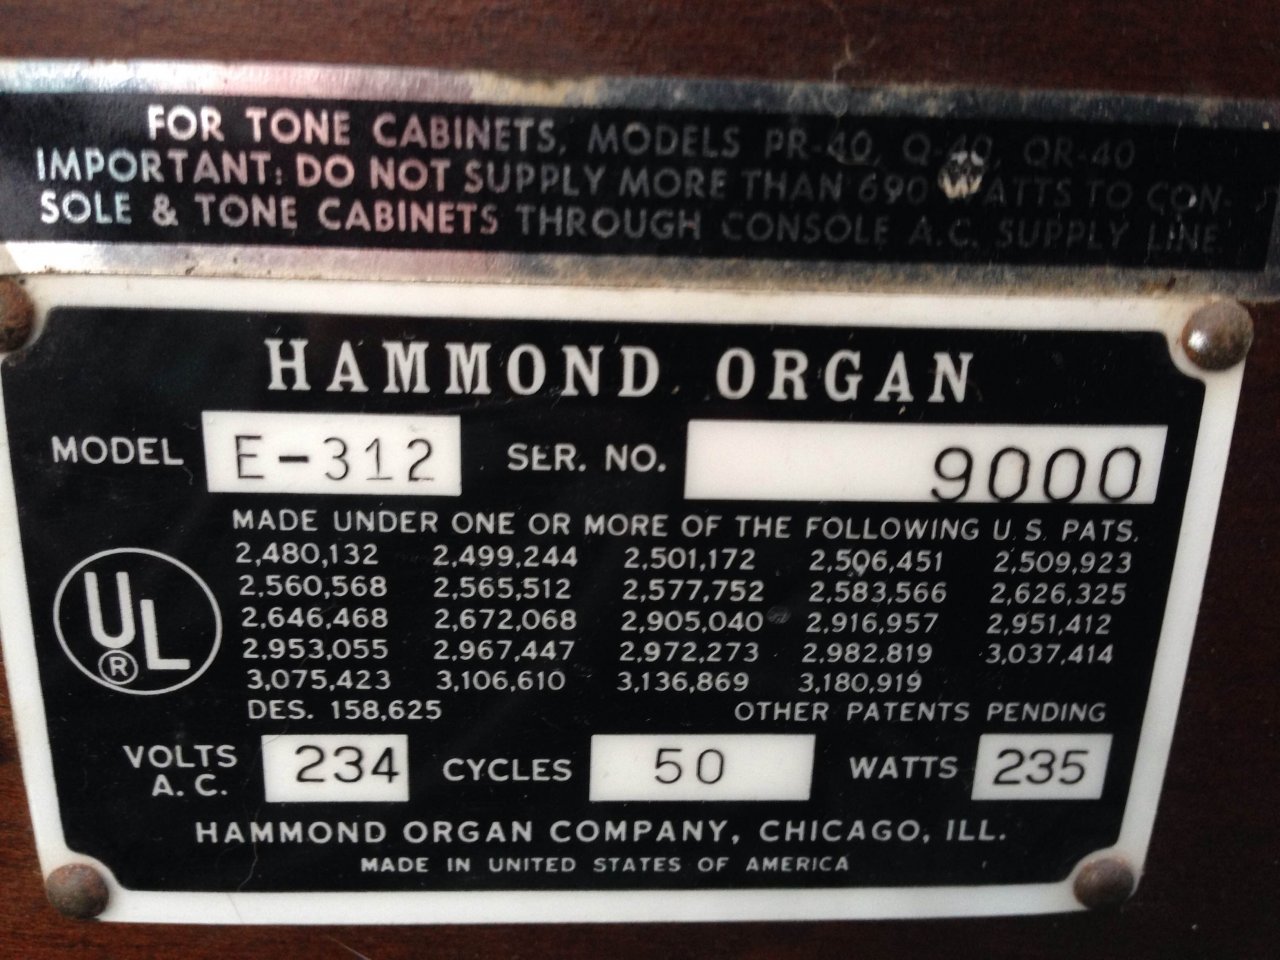 FOR TONE CABINETS, MODELS PR-40, Q-40, QR-40
IMPORTANT: DO NOT SUPPLY MORE THAN 690 WATTS TO CON-
SOLE & TONE CABINETS THROUGH CONSOLE A.C. SUPPLY LINE
HAMMOND ORGAN
MODEL E-312 SER. NO. 9000
MADE UNDER ONE OR MORE OF THE FOLLOWING U.S. PATS.
2,480,132 2,499,244 2,501,172 2,506,451 2,509,923
2,560,568 2,565,512 2,577,752 2,583,566 2,626,325
2,646,468 2,672,068 2,905,040 2,916,957 2,951,412
2,953,055 2,967,447 2,972,273 2,982,819 3,037,414
3,075,423 3,106,610 3,136,869 3,180,919
DES. 158,625 OTHER PATENTS PENDING
UL ®
VOLTS A.C. 234 CYCLES 50 WATTS 235
HAMMOND ORGAN COMPANY, CHICAGO, ILL.
MADE IN UNITED STATES OF AMERICA